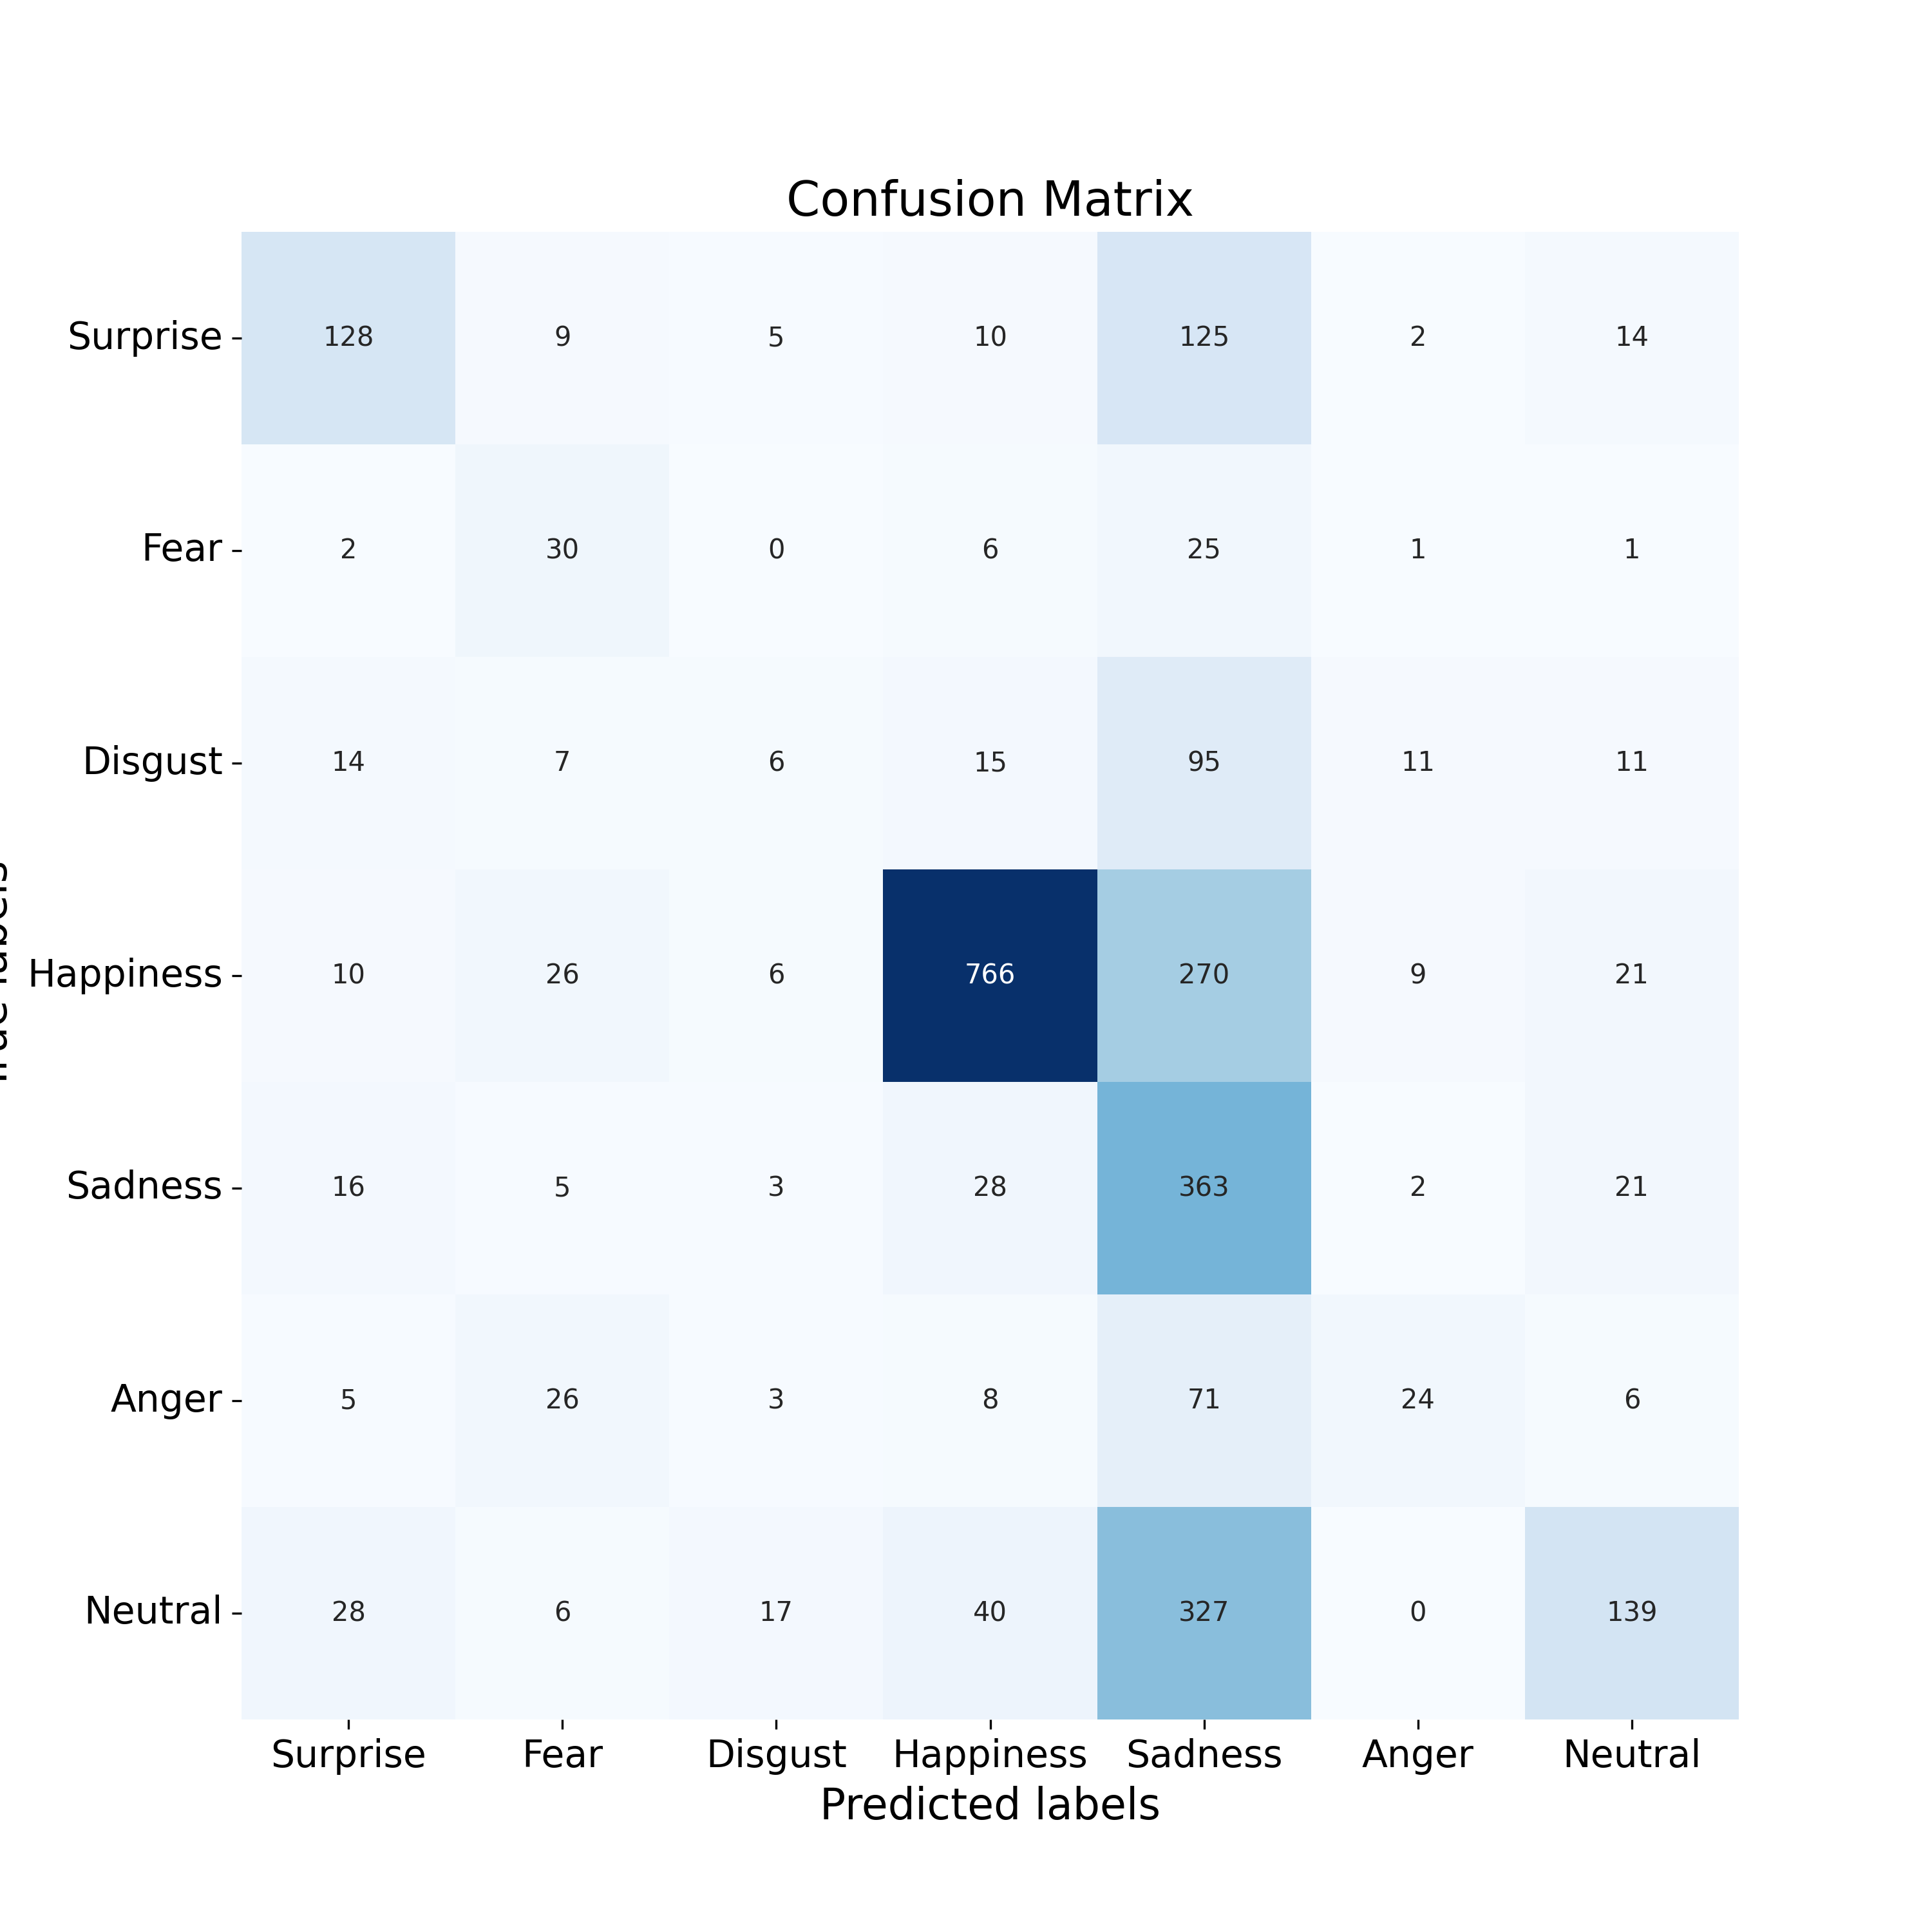 Confusion Matrix
Surprise 128 9 5 10 125 2 14
Fear 2 30 0 6 25 1 1
Disgust 14 7 6 15 95 11 11
Happiness 10 26 6 766 270 9 21
Sadness 16 5 3 28 363 2 21
Anger 5 26 3 8 71 24 6
Neutral 28 6 17 40 327 0 139
Surprise Fear Disgust Happiness Sadness Anger Neutral
Predicted labels